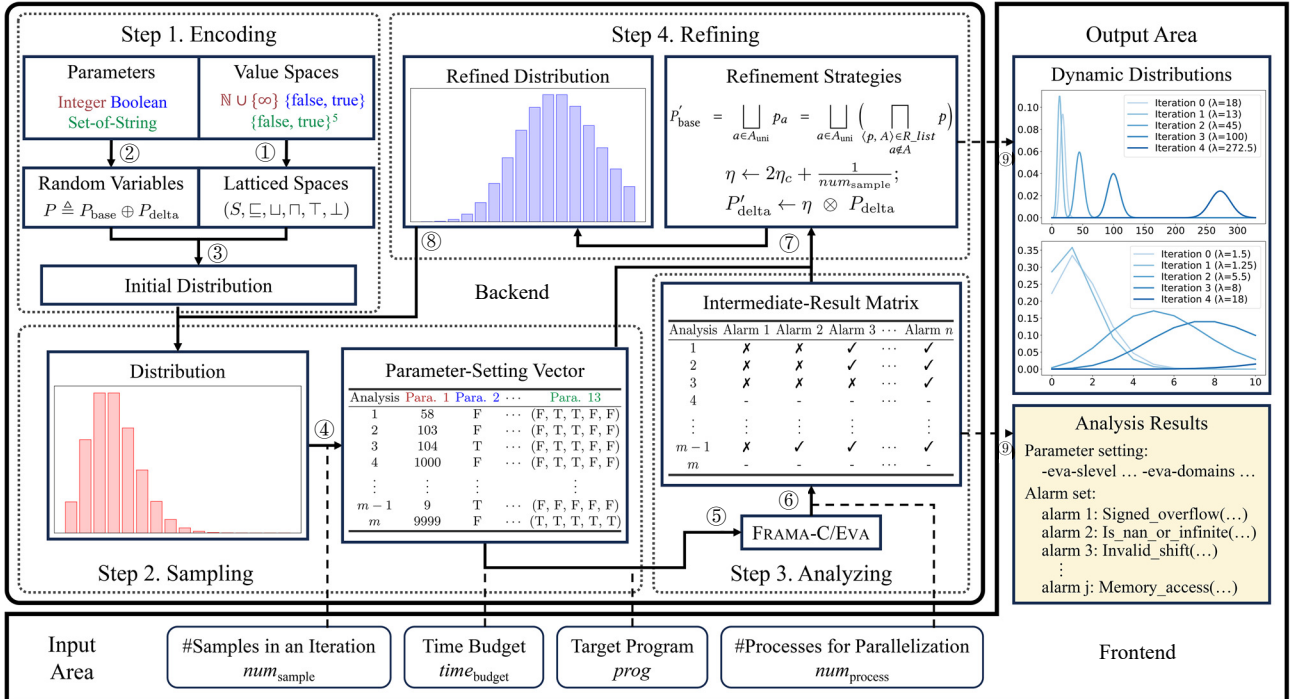 Step 1. Encoding
Parameters
Integer Boolean
Set-of-String
Value Spaces
ℕ ∪ {∞} {false, true}
{false, true}⁵
②
①
Random Variables
P ≜ P_base ⊕ P_delta
Latticed Spaces
(S, ⊑, ⊔, ⊓, ⊤, ⊥)
③
Initial Distribution
Step 4. Refining
Refined Distribution
Refinement Strategies
P′_base = ⨆_{a∈A_uni} p_a = ⨆_{a∈A_uni} (⨅_{⟨p, A⟩∈R_list a∉A} p)
η ← 2η_c + 1/num_sample;
P′_delta ← η ⊗ P_delta
⑧
⑦
Backend
Step 2. Sampling
Distribution
④
Parameter-Setting Vector
Analysis Para. 1 Para. 2 ⋯ Para. 13
1 58 F ⋯ (F, T, T, F, F)
2 103 F ⋯ (F, T, T, F, F)
3 104 T ⋯ (F, T, T, F, F)
4 1000 F ⋯ (F, T, T, F, F)
⋮ ⋮ ⋮ ⋮
m − 1 9 T ⋯ (F, F, F, F, F)
m 9999 F ⋯ (T, T, T, T, T)
Step 3. Analyzing
Intermediate-Result Matrix
Analysis Alarm 1 Alarm 2 Alarm 3 ⋯ Alarm n
1 ✗ ✗ ✓ ⋯ ✓
2 ✗ ✗ ✓ ⋯ ✓
3 ✗ ✗ ✗ ⋯ ✓
4 - - - ⋯ -
⋮ ⋮ ⋮ ⋮ ⋱ ⋮
m − 1 ✗ ✓ ✓ ⋯ ✓
m - - - ⋯ -
⑤
⑥
FRAMA-C/EVA
⑨
⑨
Output Area
Dynamic Distributions
Iteration 0 (λ=18)
Iteration 1 (λ=13)
Iteration 2 (λ=45)
Iteration 3 (λ=100)
Iteration 4 (λ=272.5)
0.10
0.08
0.06
0.04
0.02
0.00
0 50 100 150 200 250 300
Iteration 0 (λ=1.5)
Iteration 1 (λ=1.25)
Iteration 2 (λ=5.5)
Iteration 3 (λ=8)
Iteration 4 (λ=18)
0.35
0.30
0.25
0.20
0.15
0.10
0.05
0.00
0 2 4 6 8 10
Analysis Results
Parameter setting:
-eva-slevel … -eva-domains …
Alarm set:
alarm 1: Signed_overflow(…)
alarm 2: Is_nan_or_infinite(…)
alarm 3: Invalid_shift(…)
⋮
alarm j: Memory_access(…)
Input
Area
#Samples in an Iteration
num_sample
Time Budget
time_budget
Target Program
prog
#Processes for Parallelization
num_process
Frontend